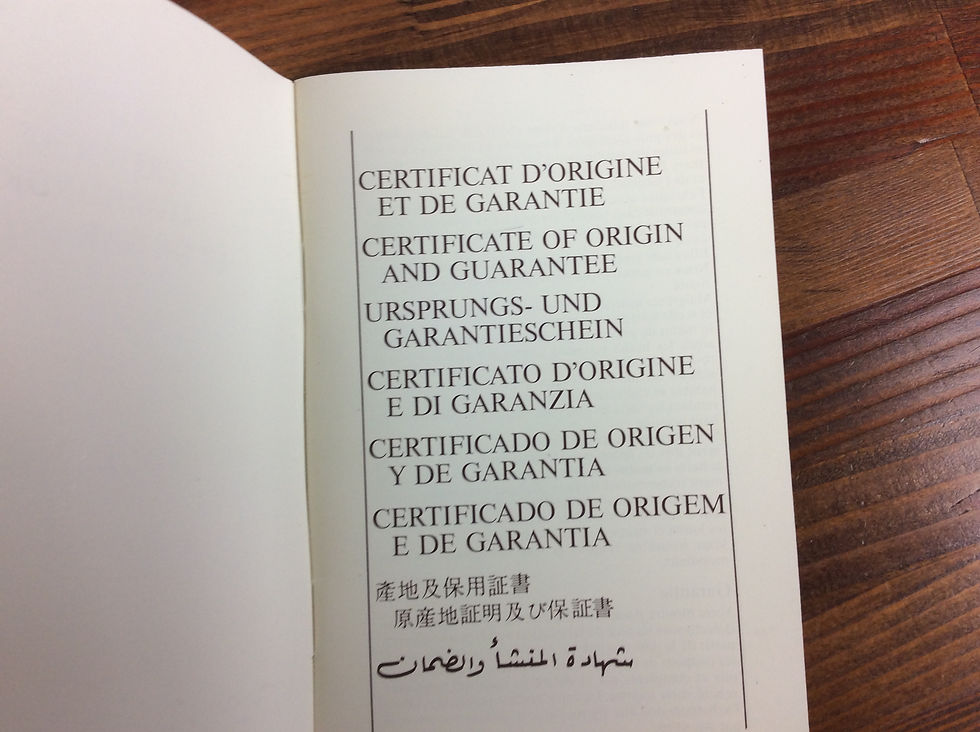 CERTIFICAT D'ORIGINE
ET DE GARANTIE
CERTIFICATE OF ORIGIN
AND GUARANTEE
URSPRUNGS- UND
GARANTIESCHEIN
CERTIFICATO D'ORIGINE
E DI GARANZIA
CERTIFICADO DE ORIGEN
Y DE GARANTIA
CERTIFICADO DE ORIGEM
E DE GARANTIA
產地及保用証書
原産地証明及び保証書
شهادة المنشأ والضمان